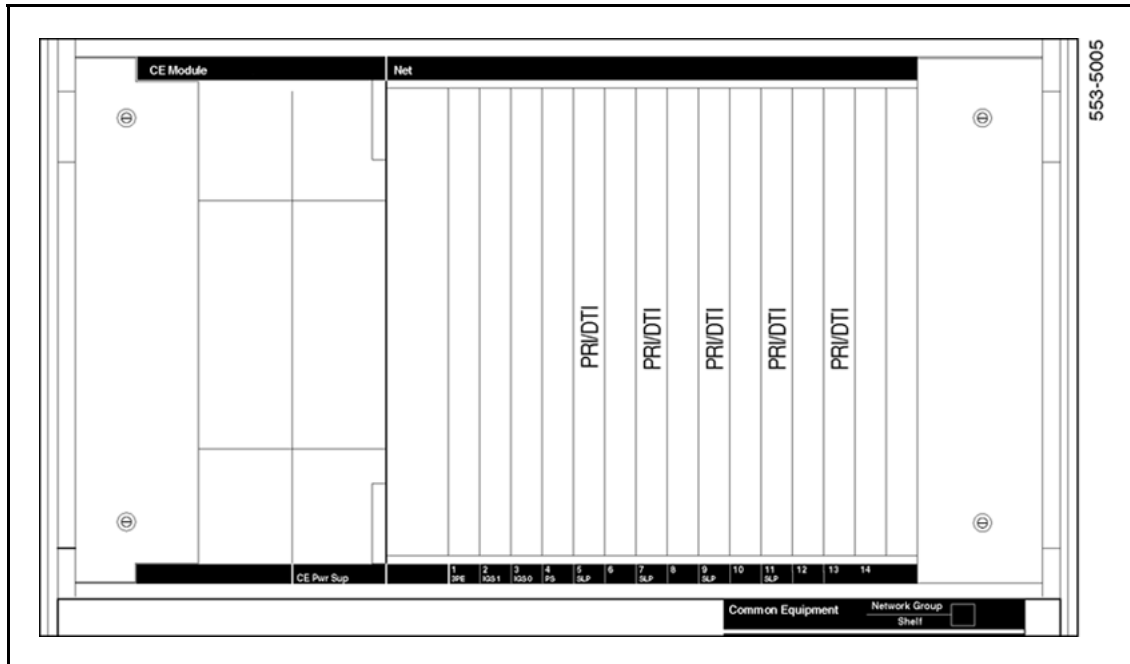 CE Module Net
553-5005
PRI/DTI PRI/DTI PRI/DTI PRI/DTI PRI/DTI
1 2 3 4 5 6 7 8 9 10 11 12 13 14
3PE IGS 1 IGS 0 PS SLP SLP SLP SLP
CE Pwr Sup
Common Equipment
Network Group
Shelf